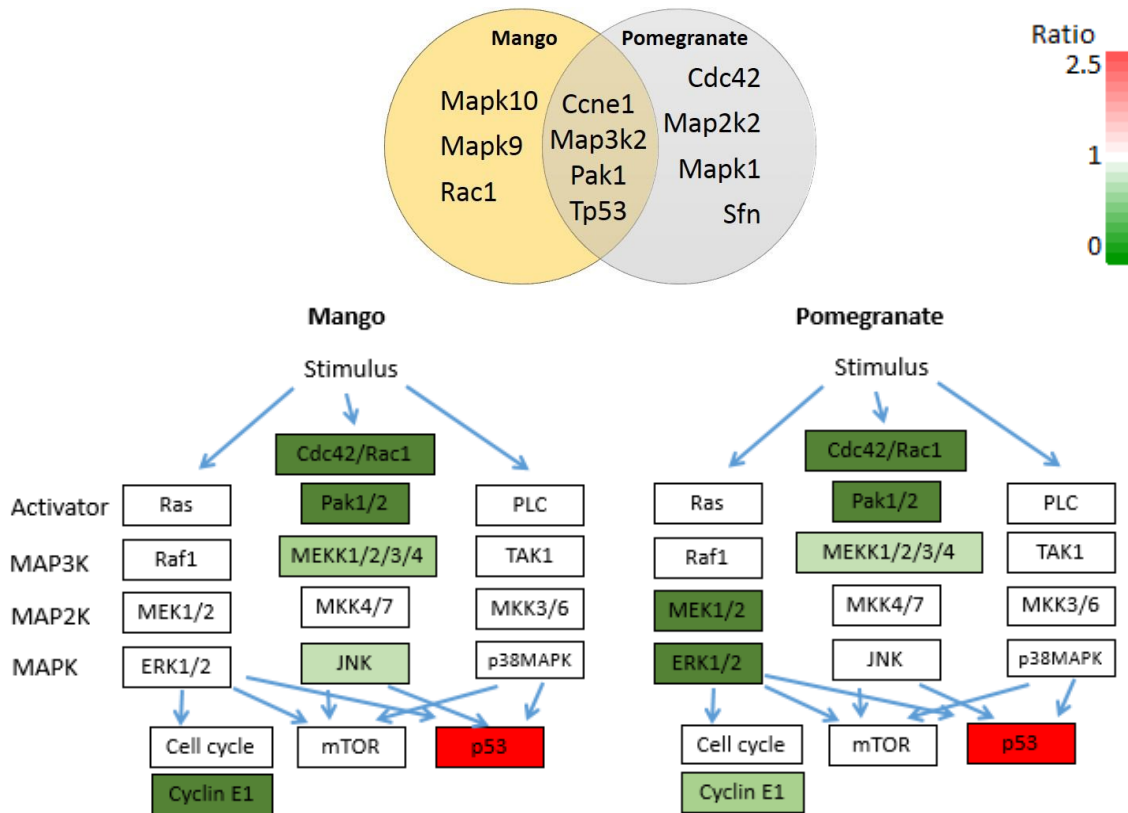 Mango
Pomegranate
Mapk10
Mapk9
Rac1
Ccne1
Map3k2
Pak1
Tp53
Cdc42
Map2k2
Mapk1
Sfn
Ratio
2.5
1
0
Mango
Stimulus
Cdc42/Rac1
Activator
Ras
Pak1/2
PLC
MAP3K
Raf1
MEKK1/2/3/4
TAK1
MAP2K
MEK1/2
MKK4/7
MKK3/6
MAPK
ERK1/2
JNK
p38MAPK
Cell cycle
mTOR
p53
Cyclin E1
Pomegranate
Stimulus
Cdc42/Rac1
Ras
Pak1/2
PLC
Raf1
MEKK1/2/3/4
TAK1
MEK1/2
MKK4/7
MKK3/6
ERK1/2
JNK
p38MAPK
Cell cycle
mTOR
p53
Cyclin E1